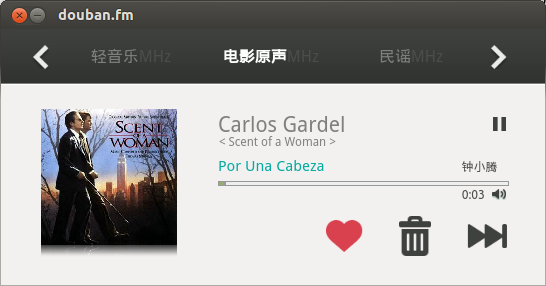 douban.fm
轻音乐MHz 电影原声MHz 民谣MHz
Carlos Gardel
< Scent of a Woman >
Por Una Cabeza 钟小腾
0:03
SCENT
OF A
WOMAN